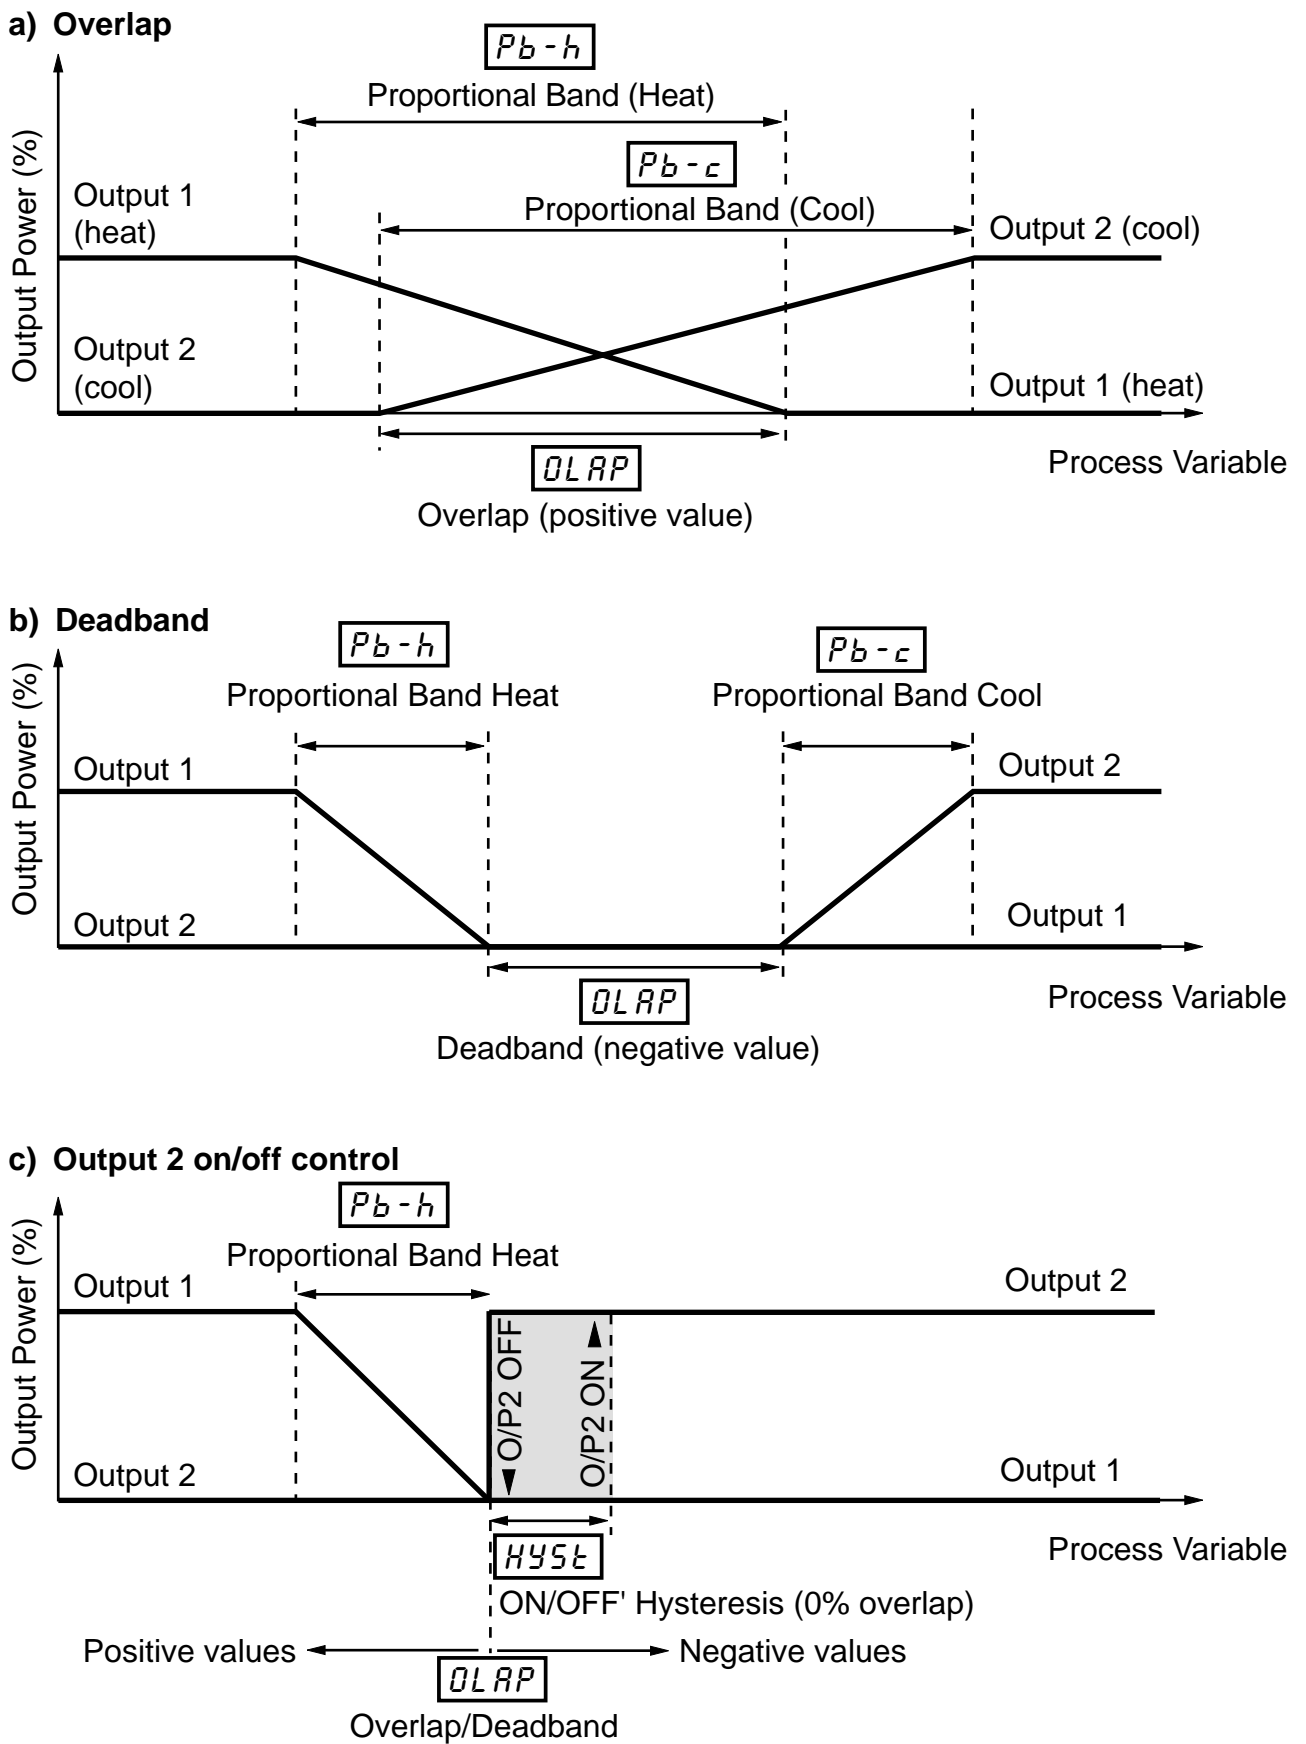 a) Overlap
Pb-h
Proportional Band (Heat)
Pb-c
Proportional Band (Cool)
Output Power (%)
Output 1
(heat)
Output 2 (cool)
Output 2
(cool)
Output 1 (heat)
OLAP
Process Variable
Overlap (positive value)
b) Deadband
Pb-h
Pb-c
Proportional Band Heat
Proportional Band Cool
Output Power (%)
Output 1
Output 2
Output 2
Output 1
OLAP
Process Variable
Deadband (negative value)
c) Output 2 on/off control
Pb-h
Proportional Band Heat
Output Power (%)
Output 1
Output 2
O/P2 OFF
O/P2 ON
Output 2
Output 1
HYSt
Process Variable
ON/OFF' Hysteresis (0% overlap)
Positive values
Negative values
OLAP
Overlap/Deadband